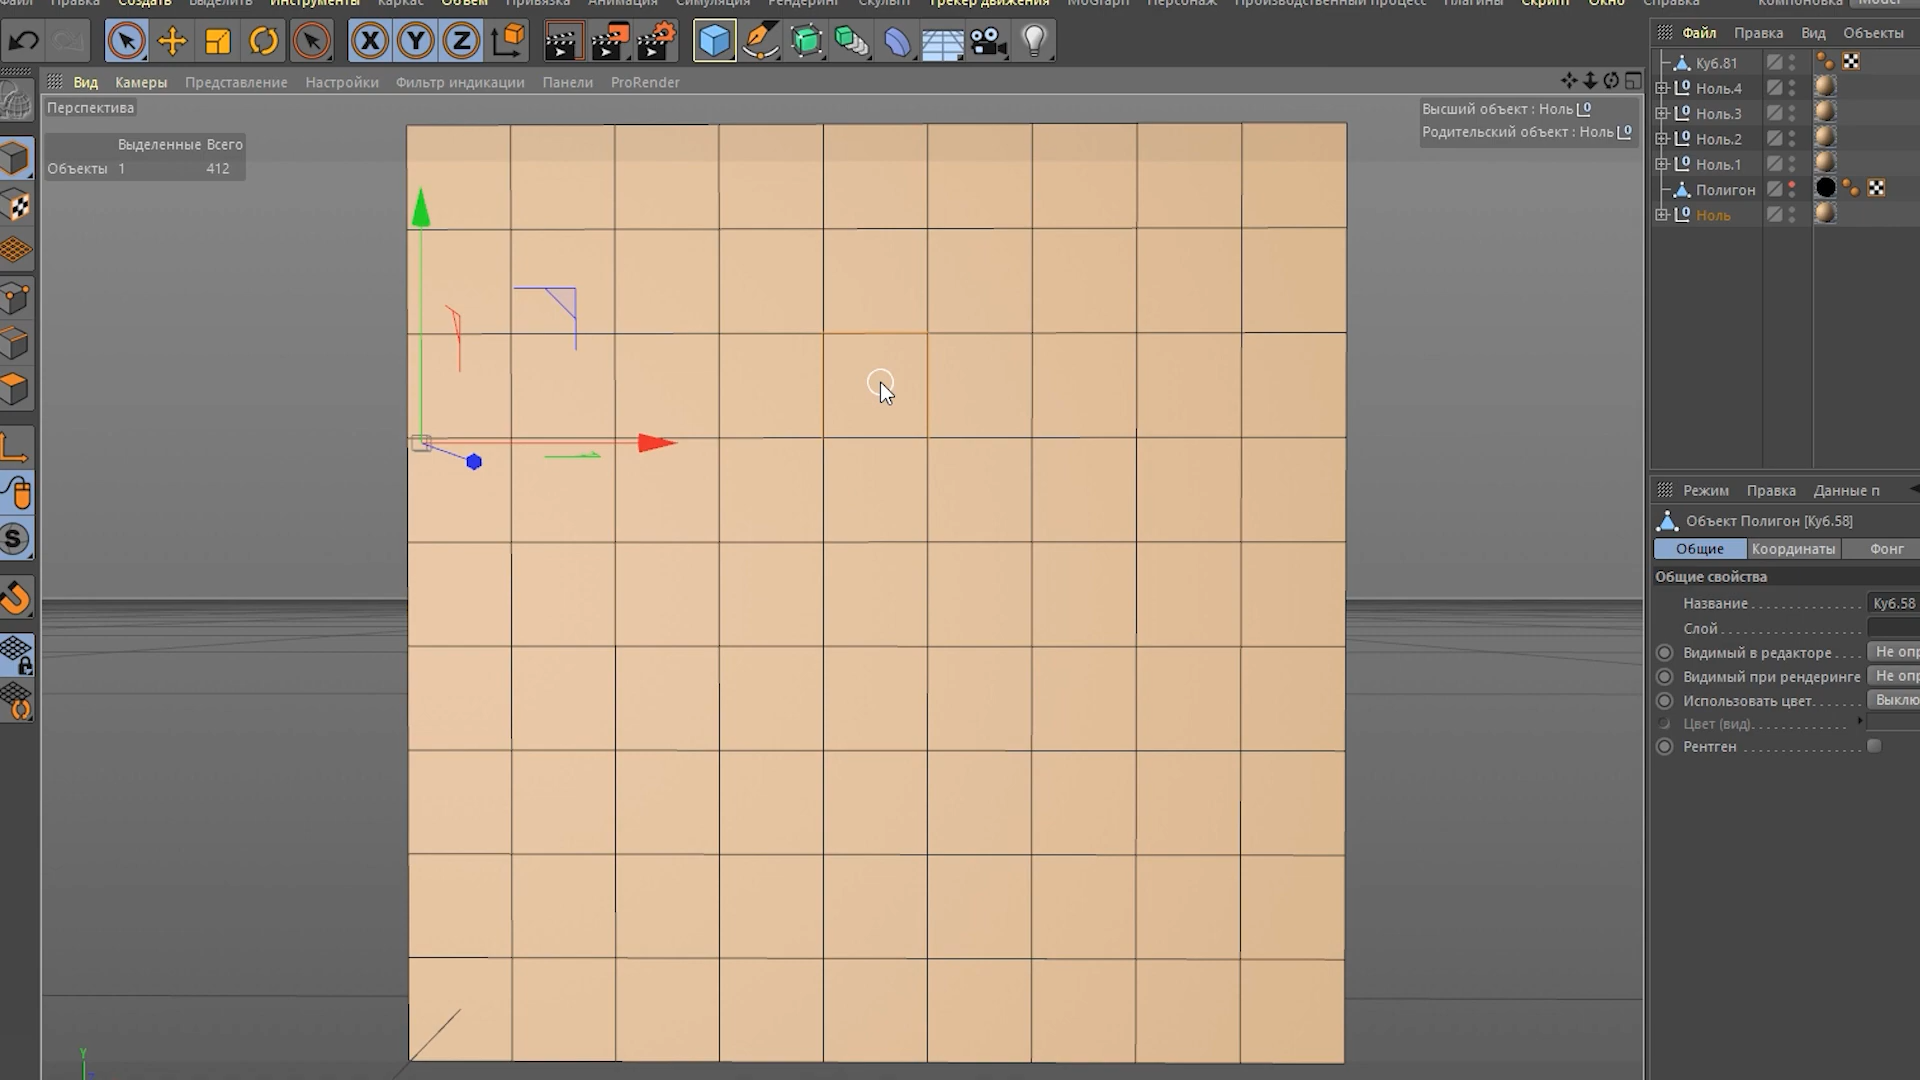 Файл Правка Создать Выделить Инструменты Каркас Объем Привязка Анимация Симуляция Рендеринг Скульпт Трекер движения MoGraph Персонаж Производственный процесс Плагины Скрипт Окно Справка Компоновка Model
X Y Z
Файл Правка Вид Объекты
Вид Камеры Представление Настройки Фильтр индикации Панели ProRender
Перспектива
Выделенные Всего
Объекты 1 412
Высший объект : Ноль
Родительский объект : Ноль
Куб.81
Ноль.4
Ноль.3
Ноль.2
Ноль.1
Полигон
Ноль
S
Режим Правка Данные п
Объект Полигон [Куб.58]
Общие Координаты Фонг
Общие свойства
Название . . . . . . . . . . . . . . Куб.58
Слой . . . . . . . . . . . . . . . . . .
Видимый в редакторе . . . . Не опр
Видимый при рендеринге Не опр
Использовать цвет. . . . . . . Выклю
Цвет (вид). . . . . . . . . . . . .
Рентген . . . . . . . . . . . . . . .
Y